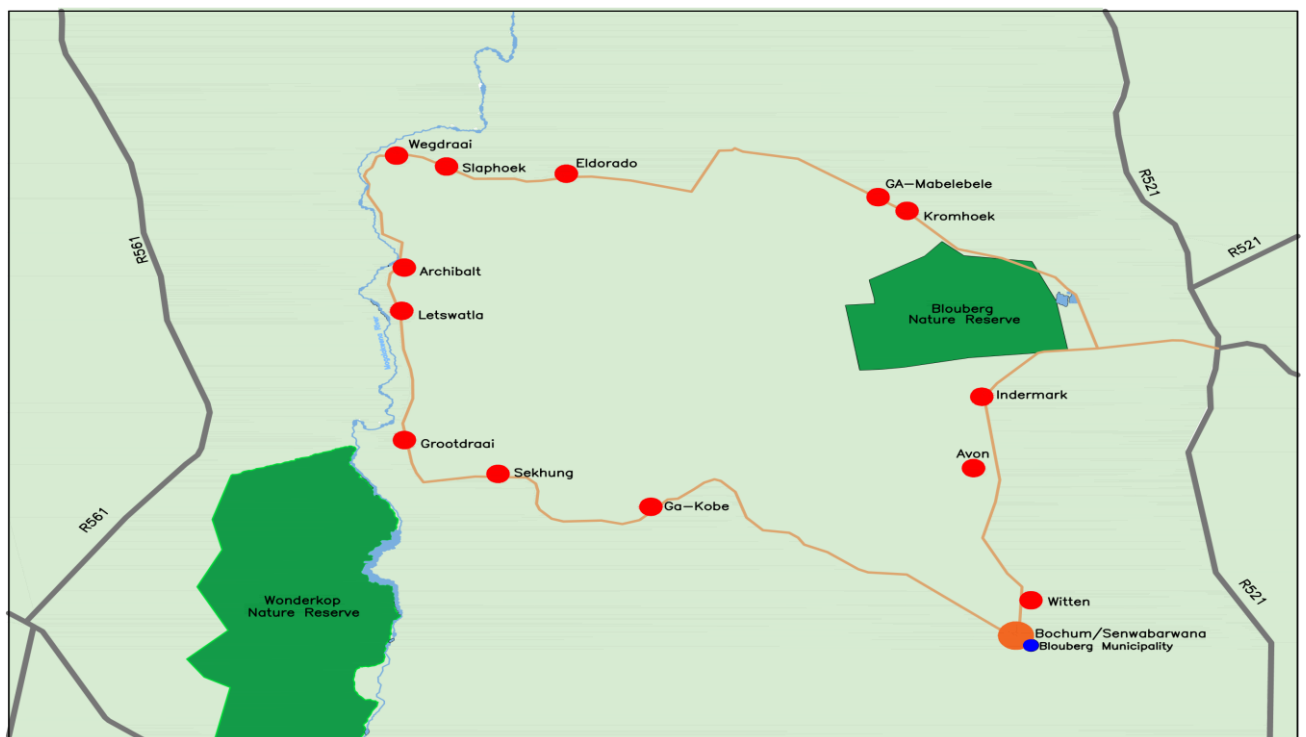 Wegdraai
Slaphoek
Eldorado
GA-Mabelebele
Kromhoek
R521
R561
R521
Archibalt
Letswatla
Blouberg
Nature Reserve
Indermark
Grootdraai
Avon
Sekhung
Ga-Kobe
R561
R521
Wonderkop
Nature Reserve
Witten
Bochum/Senwabarwana
Blouberg Municipality